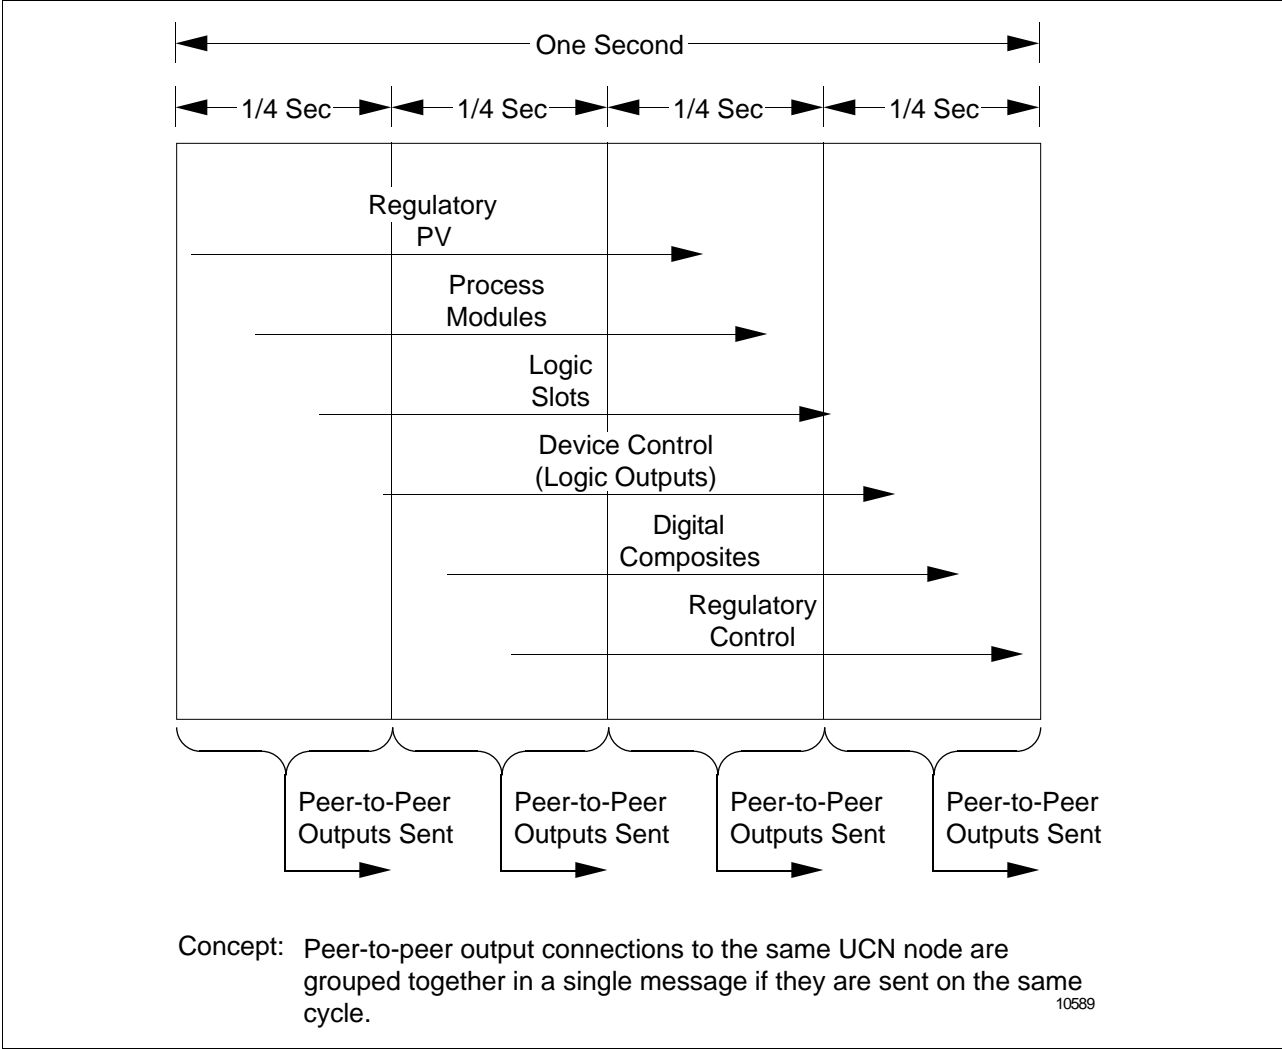 One Second
1/4 Sec 1/4 Sec 1/4 Sec 1/4 Sec
Regulatory
PV
Process
Modules
Logic
Slots
Device Control
(Logic Outputs)
Digital
Composites
Regulatory
Control
Peer-to-Peer
Outputs Sent
Peer-to-Peer
Outputs Sent
Peer-to-Peer
Outputs Sent
Peer-to-Peer
Outputs Sent
Concept: Peer-to-peer output connections to the same UCN node are
grouped together in a single message if they are sent on the same
cycle.
10589